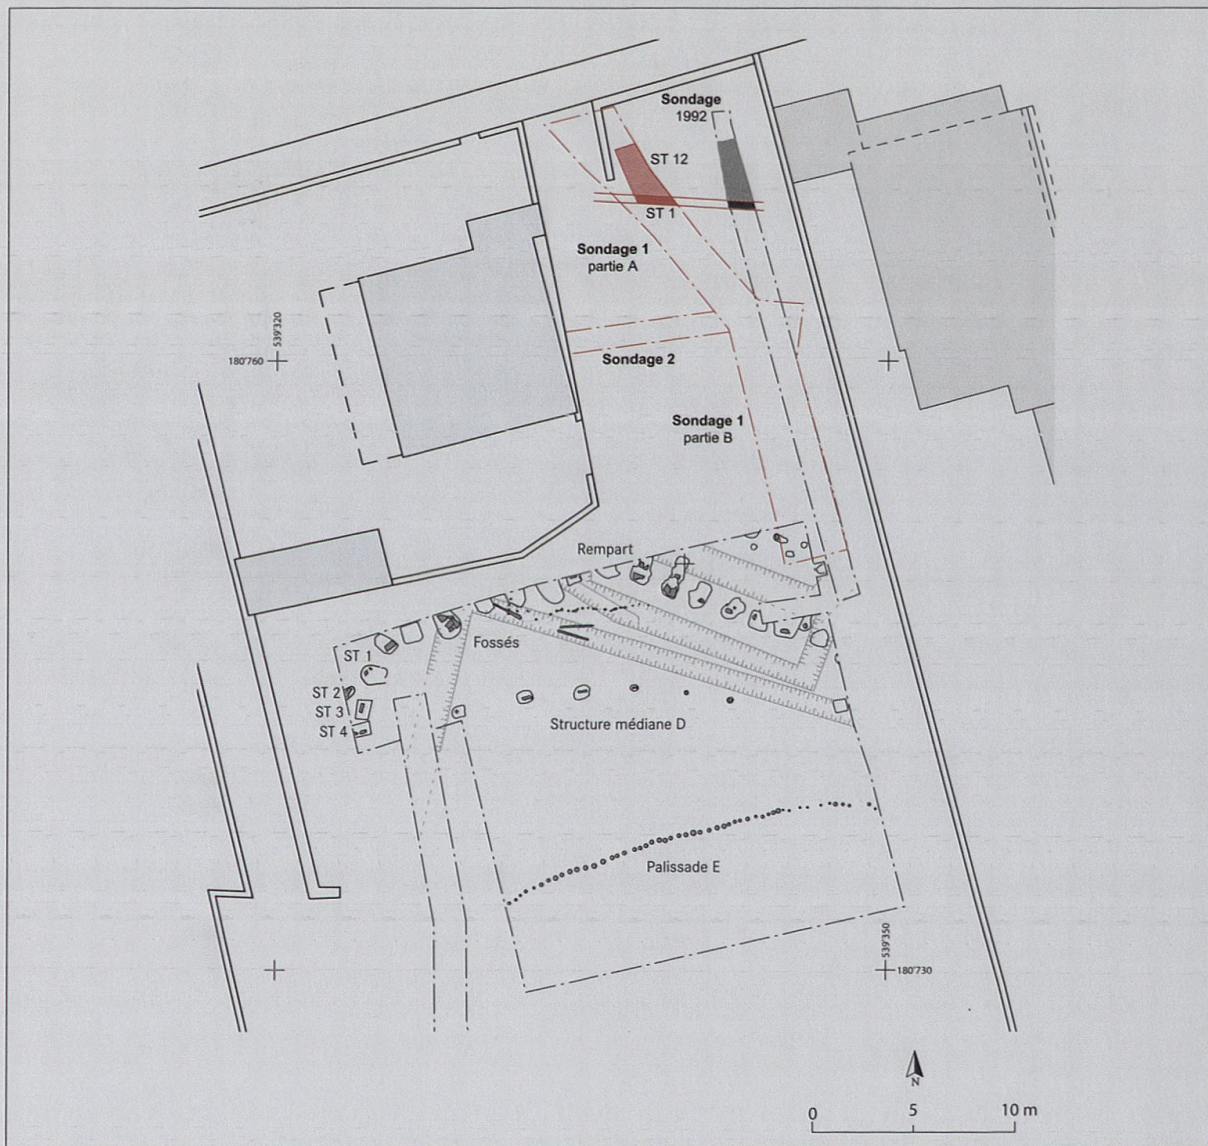 Sondage
1992
ST 12
ST 1
Sondage 1
partie A
539'320
180'760
Sondage 2
Sondage 1
partie B
Rempart
Fossés
ST 1
ST 2
ST 3
ST 4
Structure médiane D
Palissade E
539'350
180'730
N
0 5 10 m